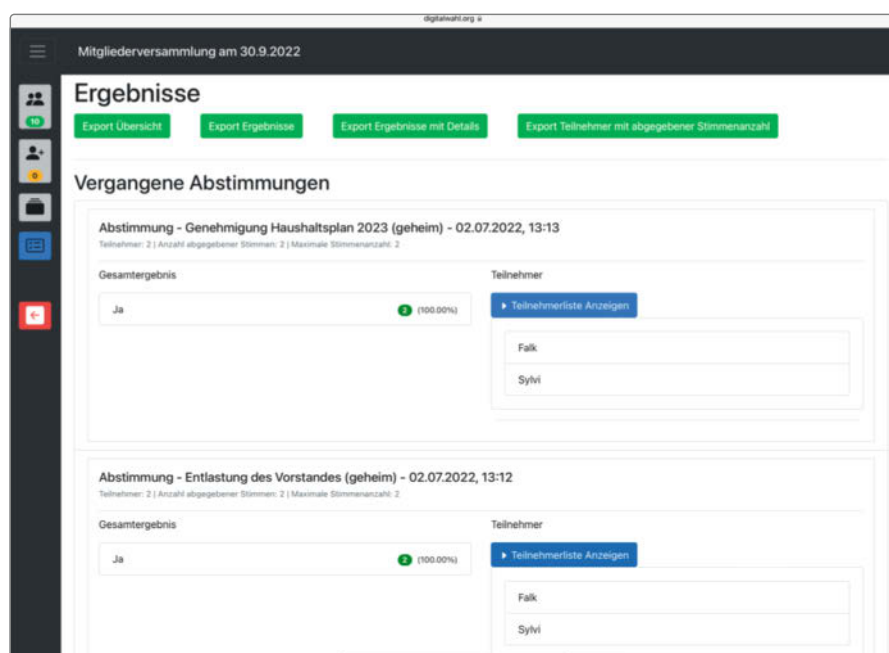 digitalwahl.org
Mitgliederversammlung am 30.9.2022
10
0
Ergebnisse
Export Übersicht Export Ergebnisse Export Ergebnisse mit Details Export Teilnehmer mit abgegebener Stimmenanzahl
Vergangene Abstimmungen
Abstimmung - Genehmigung Haushaltsplan 2023 (geheim) - 02.07.2022, 13:13
Teilnehmer: 2 | Anzahl abgegebener Stimmen: 2 | Maximale Stimmenanzahl: 2
Gesamtergebnis Teilnehmer
Ja 2 (100.00%) Teilnehmerliste Anzeigen
Falk
Sylvi
Abstimmung - Entlastung des Vorstandes (geheim) - 02.07.2022, 13:12
Teilnehmer: 2 | Anzahl abgegebener Stimmen: 2 | Maximale Stimmenanzahl: 2
Gesamtergebnis Teilnehmer
Ja 2 (100.00%) Teilnehmerliste Anzeigen
Falk
Sylvi